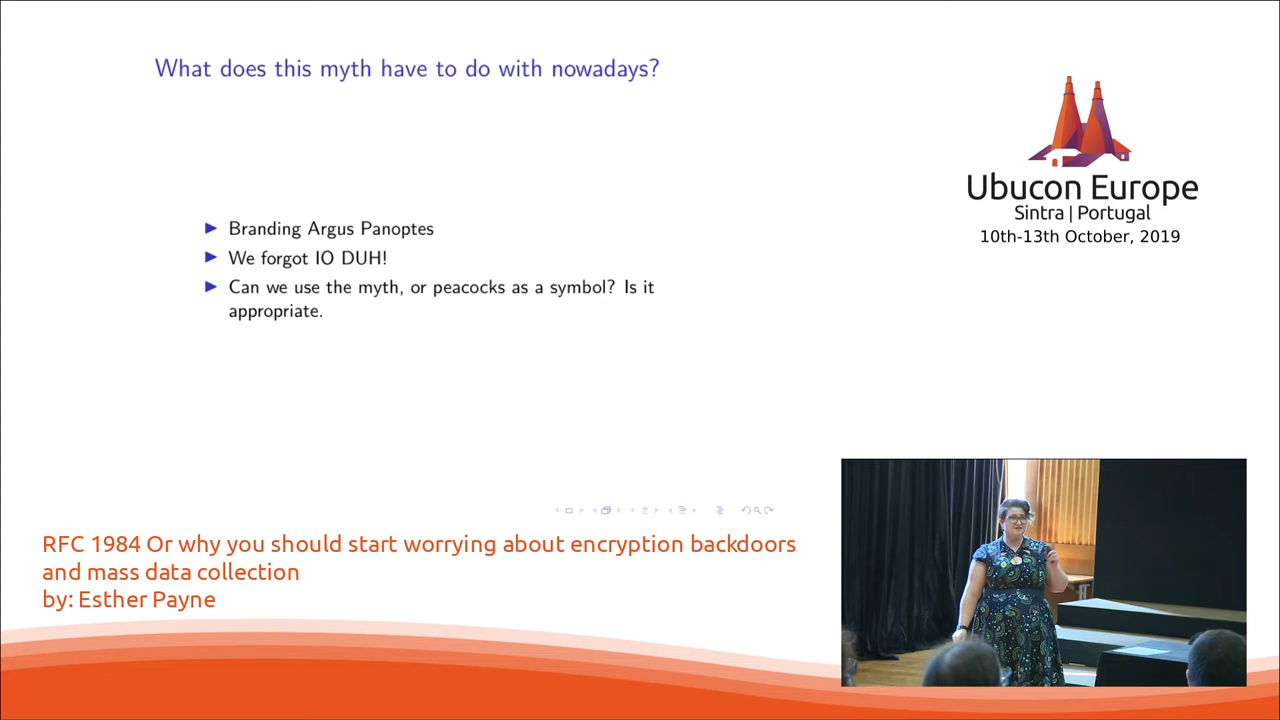 What does this myth have to do with nowadays?
Branding Argus Panoptes
We forgot IO DUH!
Can we use the myth, or peacocks as a symbol? Is it
appropriate.
Ubucon Europe
Sintra | Portugal
10th-13th October, 2019
RFC 1984 Or why you should start worrying about encryption backdoors
and mass data collection
by: Esther Payne